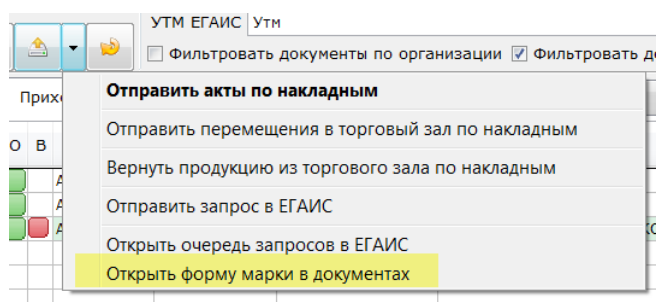 УТМ ЕГАИС Утм
Фильтровать документы по организации Фильтровать
Отправить акты по накладным
Отправить перемещения в торговый зал по накладным
О В
Вернуть продукцию из торгового зала по накладным
Отправить запрос в ЕГАИС
Открыть очередь запросов в ЕГАИС
Открыть форму марки в документах